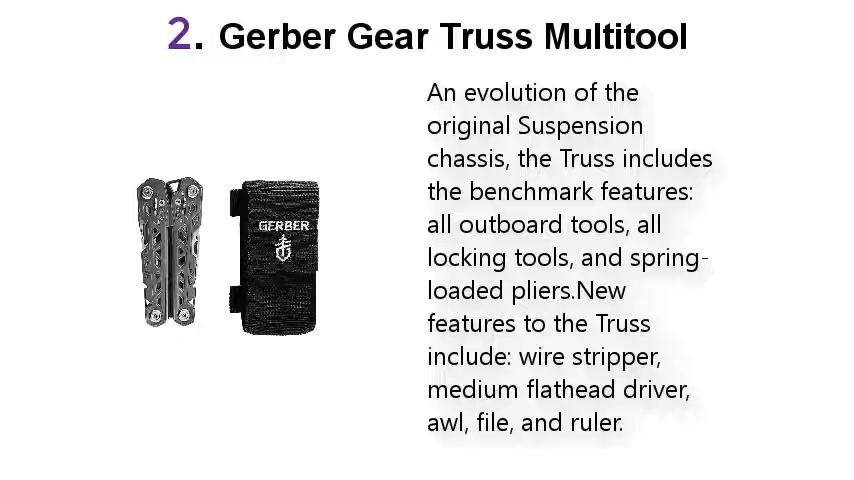 2. Gerber Gear Truss Multitool
An evolution of the
original Suspension
chassis, the Truss includes
the benchmark features:
all outboard tools, all
locking tools, and spring-
loaded pliers.New
features to the Truss
include: wire stripper,
medium flathead driver,
awl, file, and ruler.
GERBER